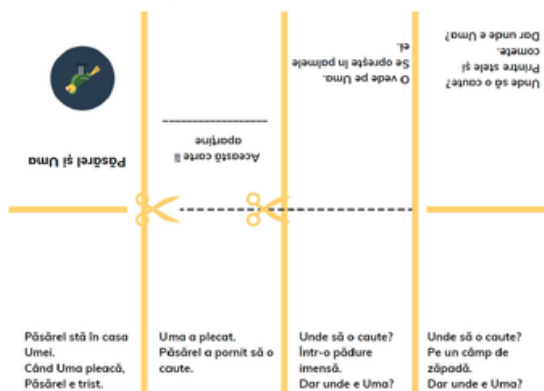 Păsărel și Uma
Această carte îi
aparține
__________________
O vede pe Uma.
Se oprește în palmele
ei.
Unde să o caute?
Printre stele și
comete.
Dar unde e Uma?
Păsărel stă în casa
Umei.
Când Uma pleacă,
Păsărel e trist.
Uma a plecat.
Păsărel a pornit să o
caute.
Unde să o caute?
Într-o pădure
imensă.
Dar unde e Uma?
Unde să o caute?
Pe un câmp de
zăpadă.
Dar unde e Uma?